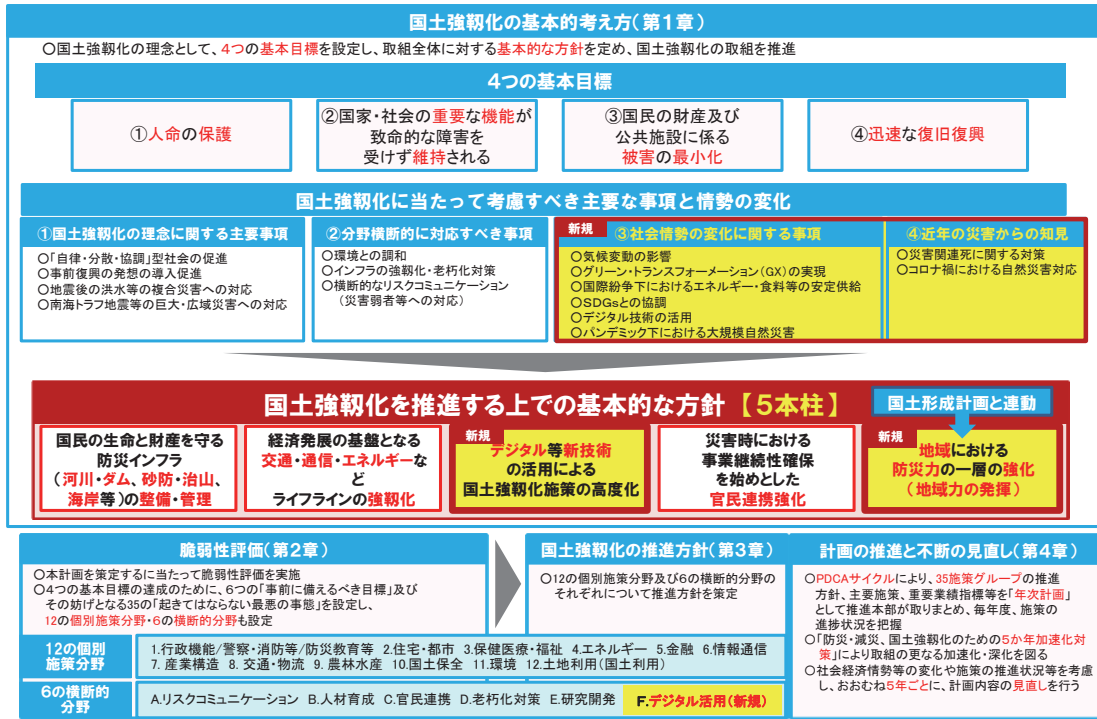 国土強靱化の基本的考え方(第1章)
○国土強靱化の理念として、4つの基本目標を設定し、取組全体に対する基本的な方針を定め、国土強靱化の取組を推進
4つの基本目標
①人命の保護
②国家・社会の重要な機能が
致命的な障害を
受けず維持される
③国民の財産及び
公共施設に係る
被害の最小化
④迅速な復旧復興
国土強靱化に当たって考慮すべき主要な事項と情勢の変化
①国土強靱化の理念に関する主要事項
○「自律・分散・協調」型社会の促進
○事前復興の発想の導入促進
○地震後の洪水等の複合災害への対応
○南海トラフ地震等の巨大・広域災害への対応
②分野横断的に対応すべき事項
○環境との調和
○インフラの強靱化・老朽化対策
○横断的なリスクコミュニケーション
(災害弱者等への対応)
新規
③社会情勢の変化に関する事項
○気候変動の影響
○グリーン・トランスフォーメーション(GX)の実現
○国際紛争下におけるエネルギー・食料等の安定供給
○SDGsとの協調
○デジタル技術の活用
○パンデミック下における大規模自然災害
④近年の災害からの知見
○災害関連死に関する対策
○コロナ禍における自然災害対応
国土強靱化を推進する上での基本的な方針 【5本柱】
国土形成計画と連動
国民の生命と財産を守る
防災インフラ
(河川・ダム、砂防・治山、
海岸等)の整備・管理
経済発展の基盤となる
交通・通信・エネルギーな
ど
ライフラインの強靱化
新規
デジタル等新技術
の活用による
国土強靱化施策の高度化
災害時における
事業継続性確保
を始めとした
官民連携強化
新規
地域における
防災力の一層の強化
(地域力の発揮)
脆弱性評価(第2章)
○本計画を策定するに当たって脆弱性評価を実施
○4つの基本目標の達成のために、6つの「事前に備えるべき目標」及び
その妨げとなる35の「起きてはならない最悪の事態」を設定し、
12の個別施策分野・6の横断的分野も設定
国土強靱化の推進方針(第3章)
○12の個別施策分野及び6の横断的分野の
それぞれについて推進方針を策定
12の個別
施策分野
1.行政機能/警察・消防等/防災教育等 2.住宅・都市 3.保健医療・福祉 4.エネルギー 5.金融 6.情報通信
7. 産業構造 8. 交通・物流 9. 農林水産 10.国土保全 11.環境 12.土地利用(国土利用)
6の横断的
分野
A.リスクコミュニケーション B.人材育成 C.官民連携 D.老朽化対策 E.研究開発 F.デジタル活用(新規)
計画の推進と不断の見直し(第4章)
○PDCAサイクルにより、35施策グループの推進
方針、主要施策、重要業績指標等を「年次計画」
として推進本部が取りまとめ、毎年度、施策の
進捗状況を把握
○「防災・減災、国土強靱化のための5か年加速化対
策」により取組の更なる加速化・深化を図る
○社会経済情勢等の変化や施策の推進状況等を考慮
し、おおむね5年ごとに、計画内容の見直しを行う